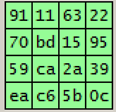 91 11 63 22
70 bd 15 95
59 ca 2a 39
ea c6 5b 0c